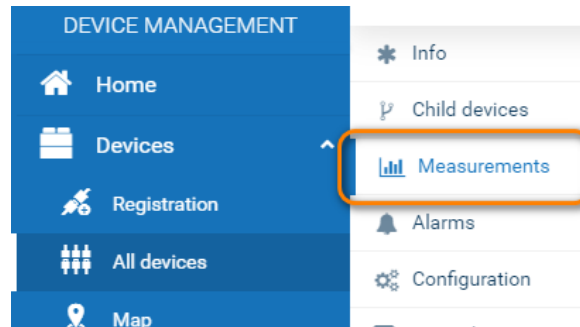 DEVICE MANAGEMENT
Home
Devices
Registration
All devices
Map
Info
Child devices
Measurements
Alarms
Configuration